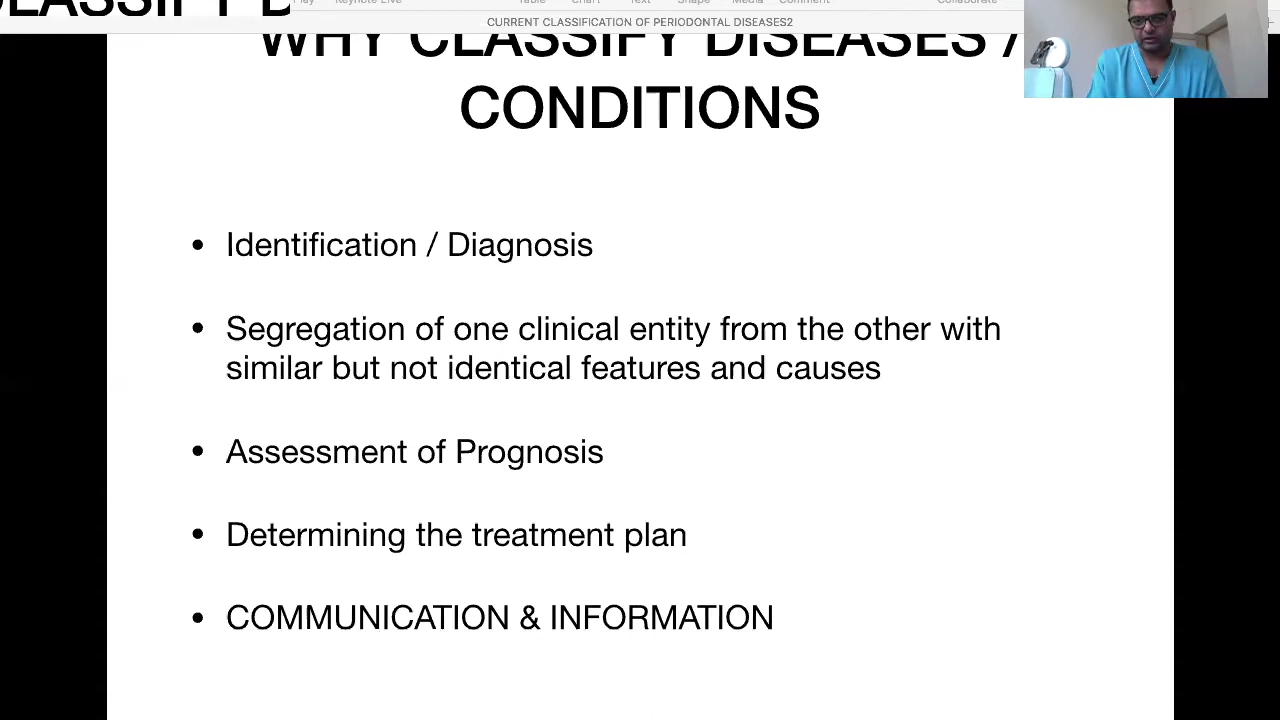 CLASSIFY D
Play Keynote Live Table Chart Text Shape Media Comment Collaborate
CURRENT CLASSIFICATION OF PERIODONTAL DISEASES2
WHY CLASSIFY DISEASES /
CONDITIONS
• Identification / Diagnosis
• Segregation of one clinical entity from the other with
similar but not identical features and causes
• Assessment of Prognosis
• Determining the treatment plan
• COMMUNICATION & INFORMATION